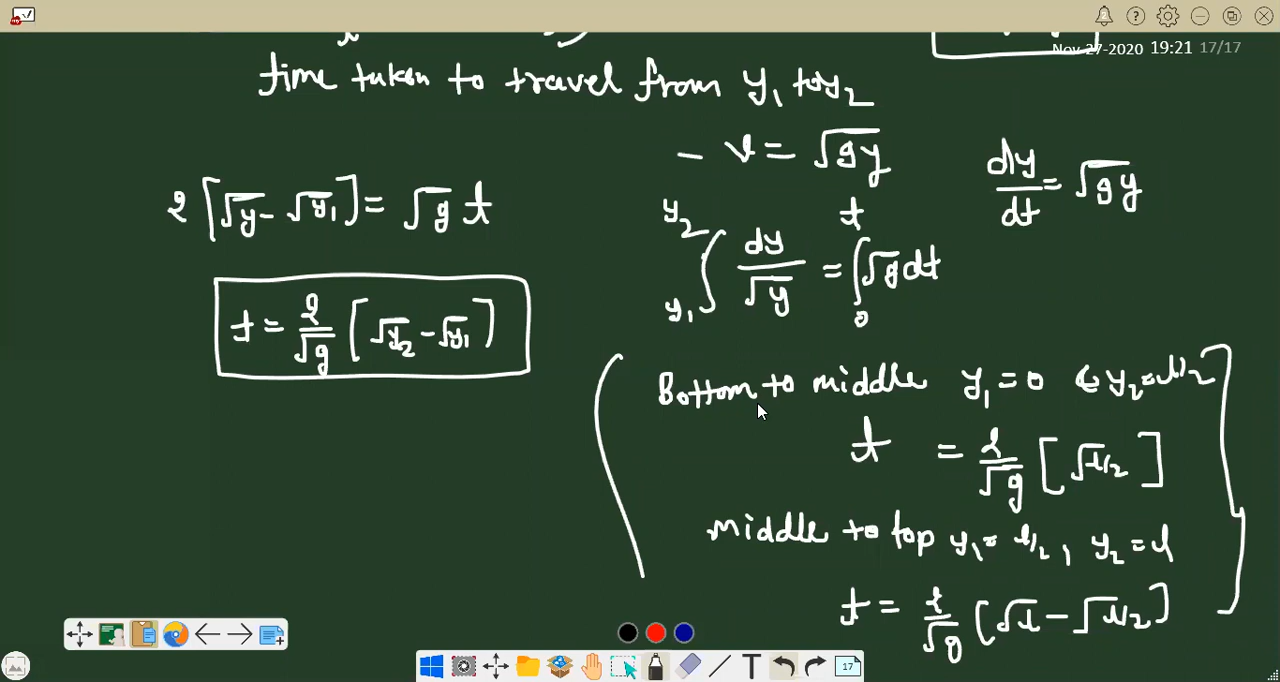 Nov-27-2020 19:21 17/17
time taken to travel from y₁ to y₂
- v = √gy
dy/dt = √gy
2[√y - √y₁] = √g t
∫_{y₁}^{y₂} dy/√y = ∫_0^t √g dt
t = 2/√g [√y₂ - √y₁]
Bottom to middle y₁ = 0 & y₂ = l/2
t = 2/√g [√l/2]
middle to top y₁ = l/2, y₂ = l
t = 2/√g [√l - √l/2]
17